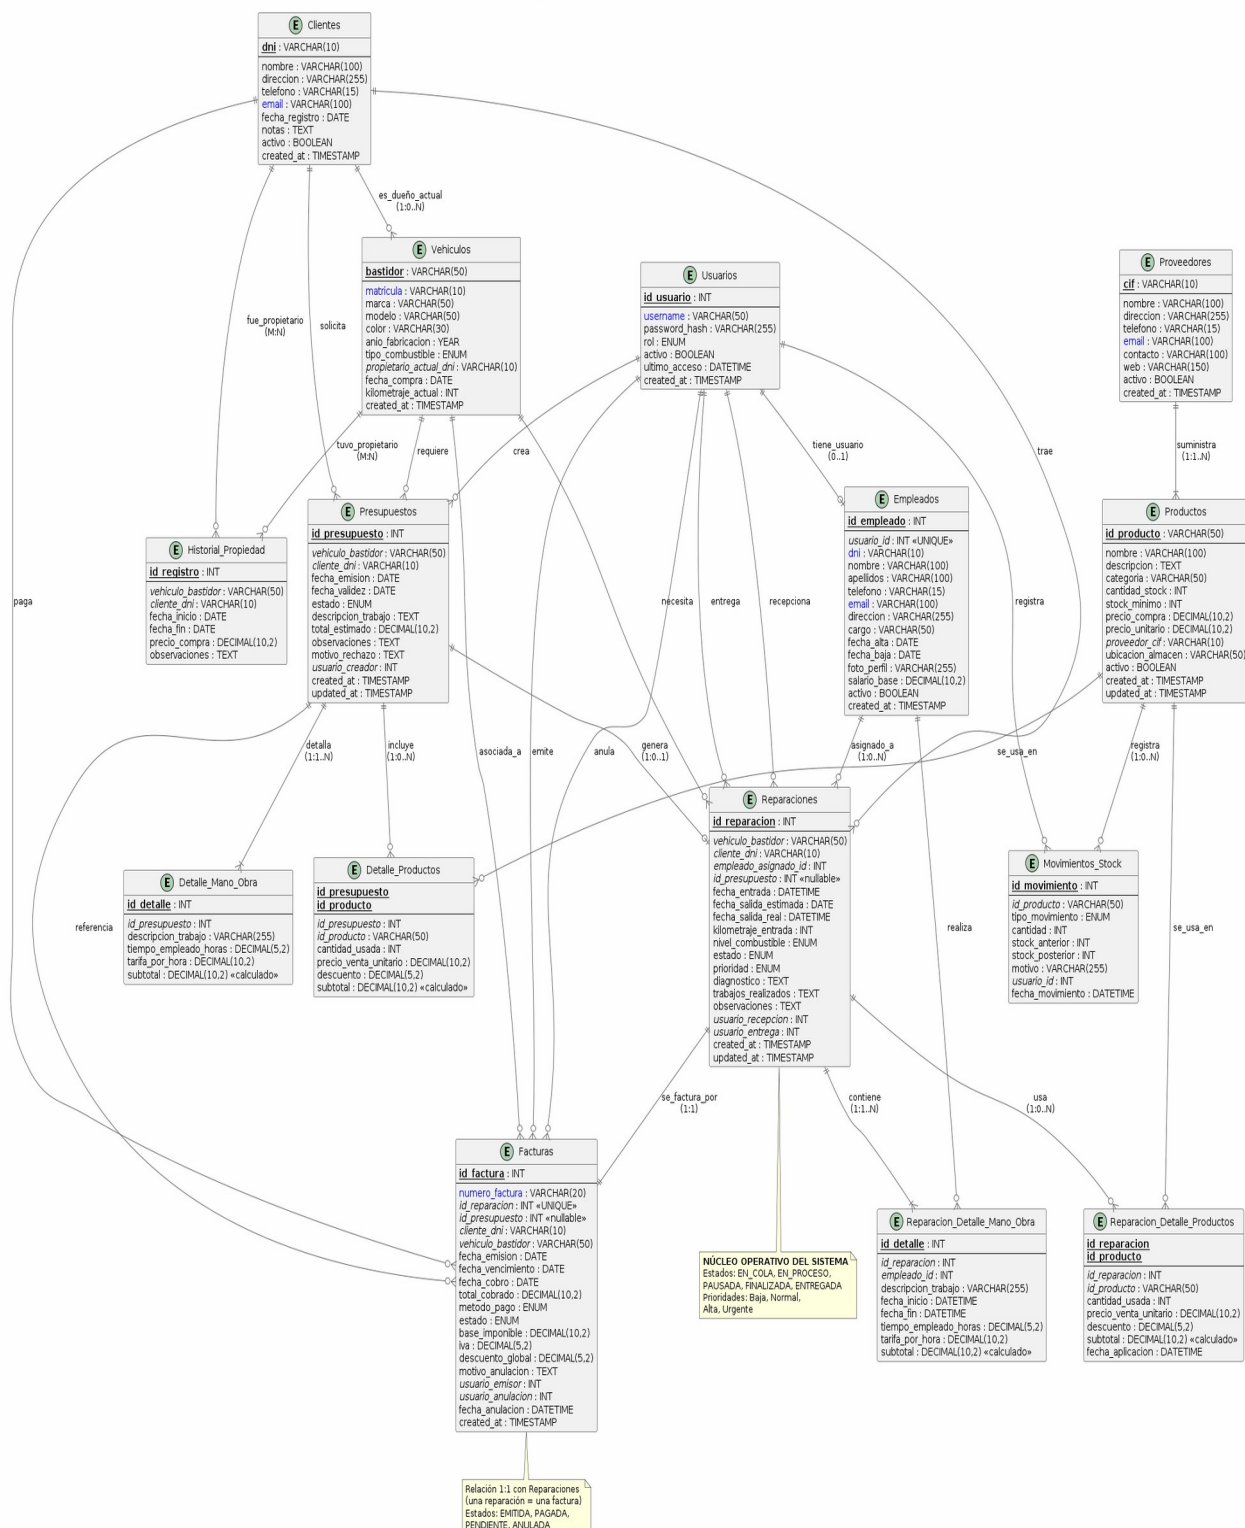 E Clientes
dni : VARCHAR(10)
nombre : VARCHAR(100)
direccion : VARCHAR(255)
telefono : VARCHAR(15)
email : VARCHAR(100)
fecha_registro : DATE
notas : TEXT
activo : BOOLEAN
created_at : TIMESTAMP
es_dueño_actual
(1:0..N)
E Vehiculos
bastidor : VARCHAR(50)
matricula : VARCHAR(10)
marca : VARCHAR(50)
modelo : VARCHAR(50)
color : VARCHAR(30)
anio_fabricacion : YEAR
tipo_combustible : ENUM
propietario_actual_dni : VARCHAR(10)
fecha_compra : DATE
kilometraje_actual : INT
created_at : TIMESTAMP
E Usuarios
id_usuario : INT
username : VARCHAR(50)
password_hash : VARCHAR(255)
rol : ENUM
activo : BOOLEAN
ultimo_acceso : DATETIME
created_at : TIMESTAMP
E Proveedores
cif : VARCHAR(10)
nombre : VARCHAR(100)
direccion : VARCHAR(255)
telefono : VARCHAR(15)
email : VARCHAR(100)
contacto : VARCHAR(100)
web : VARCHAR(150)
activo : BOOLEAN
created_at : TIMESTAMP
fue_propietario
(M:N)
solicita
tuvo_propietario
(M:N)
requiere
crea
tiene_usuario
(0..1)
trae
suministra
(1:1..N)
E Historial_Propiedad
id_registro : INT
vehiculo_bastidor : VARCHAR(50)
cliente_dni : VARCHAR(10)
fecha_inicio : DATE
fecha_fin : DATE
precio_compra : DECIMAL(10,2)
observaciones : TEXT
E Presupuestos
id_presupuesto : INT
vehiculo_bastidor : VARCHAR(50)
cliente_dni : VARCHAR(10)
fecha_emision : DATE
fecha_validez : DATE
estado : ENUM
descripcion_trabajo : TEXT
total_estimado : DECIMAL(10,2)
observaciones : TEXT
motivo_rechazo : TEXT
usuario_creador : INT
created_at : TIMESTAMP
updated_at : TIMESTAMP
E Empleados
id_empleado : INT
usuario_id : INT «UNIQUE»
dni : VARCHAR(10)
nombre : VARCHAR(100)
apellidos : VARCHAR(100)
telefono : VARCHAR(15)
email : VARCHAR(100)
direccion : VARCHAR(255)
cargo : VARCHAR(50)
fecha_alta : DATE
fecha_baja : DATE
foto_perfil : VARCHAR(255)
salario_base : DECIMAL(10,2)
activo : BOOLEAN
created_at : TIMESTAMP
E Productos
id_producto : VARCHAR(50)
nombre : VARCHAR(100)
descripcion : TEXT
categoria : VARCHAR(50)
cantidad_stock : INT
stock_minimo : INT
precio_compra : DECIMAL(10,2)
precio_unitario : DECIMAL(10,2)
proveedor_cif : VARCHAR(10)
ubicacion_almacen : VARCHAR(50)
activo : BOOLEAN
created_at : TIMESTAMP
updated_at : TIMESTAMP
paga
necesita
entrega
recepciona
registra
detalla
(1:1..N)
incluye
(1:0..N)
asociada_a
emite
anula
genera
(1:0..1)
asignado_a
(1:0..N)
se_usa_en
registra
(1:0..N)
E Detalle_Mano_Obra
id_detalle : INT
id_presupuesto : INT
descripcion_trabajo : VARCHAR(255)
tiempo_empleado_horas : DECIMAL(5,2)
tarifa_por_hora : DECIMAL(10,2)
subtotal : DECIMAL(10,2) «calculado»
E Detalle_Productos
id_presupuesto
id_producto
id_presupuesto : INT
id_producto : VARCHAR(50)
cantidad_usada : INT
precio_venta_unitario : DECIMAL(10,2)
descuento : DECIMAL(5,2)
subtotal : DECIMAL(10,2) «calculado»
E Reparaciones
id_reparacion : INT
vehiculo_bastidor : VARCHAR(50)
cliente_dni : VARCHAR(10)
empleado_asignado_id : INT
id_presupuesto : INT «nullable»
fecha_entrada : DATETIME
fecha_salida_estimada : DATE
fecha_salida_real : DATETIME
kilometraje_entrada : INT
nivel_combustible : ENUM
estado : ENUM
prioridad : ENUM
diagnostico : TEXT
trabajos_realizados : TEXT
observaciones : TEXT
usuario_recepcion : INT
usuario_entrega : INT
created_at : TIMESTAMP
updated_at : TIMESTAMP
E Movimientos_Stock
id_movimiento : INT
id_producto : VARCHAR(50)
tipo_movimiento : ENUM
cantidad : INT
stock_anterior : INT
stock_posterior : INT
motivo : VARCHAR(255)
usuario_id : INT
fecha_movimiento : DATETIME
referencia
realiza
se_usa_en
se_factura_por
(1:1)
contiene
(1:1..N)
usa
(1:0..N)
E Facturas
id_factura : INT
numero_factura : VARCHAR(20)
id_reparacion : INT «UNIQUE»
id_presupuesto : INT «nullable»
cliente_dni : VARCHAR(10)
vehiculo_bastidor : VARCHAR(50)
fecha_emision : DATE
fecha_vencimiento : DATE
fecha_cobro : DATE
total_cobrado : DECIMAL(10,2)
metodo_pago : ENUM
estado : ENUM
base_imponible : DECIMAL(10,2)
iva : DECIMAL(5,2)
descuento_global : DECIMAL(5,2)
motivo_anulacion : TEXT
usuario_emisor : INT
usuario_anulacion : INT
fecha_anulacion : DATETIME
created_at : TIMESTAMP
NÚCLEO OPERATIVO DEL SISTEMA
Estados: EN_COLA, EN_PROCESO,
PAUSADA, FINALIZADA, ENTREGADA
Prioridades: Baja, Normal,
Alta, Urgente
E Reparacion_Detalle_Mano_Obra
id_detalle : INT
id_reparacion : INT
empleado_id : INT
descripcion_trabajo : VARCHAR(255)
fecha_inicio : DATETIME
fecha_fin : DATETIME
tiempo_empleado_horas : DECIMAL(5,2)
tarifa_por_hora : DECIMAL(10,2)
subtotal : DECIMAL(10,2) «calculado»
E Reparacion_Detalle_Productos
id_reparacion
id_producto
id_reparacion : INT
id_producto : VARCHAR(50)
cantidad_usada : INT
precio_venta_unitario : DECIMAL(10,2)
descuento : DECIMAL(5,2)
subtotal : DECIMAL(10,2) «calculado»
fecha_aplicacion : DATETIME
Relación 1:1 con Reparaciones
(una reparación = una factura)
Estados: EMITIDA, PAGADA,
PENDIENTE, ANULADA